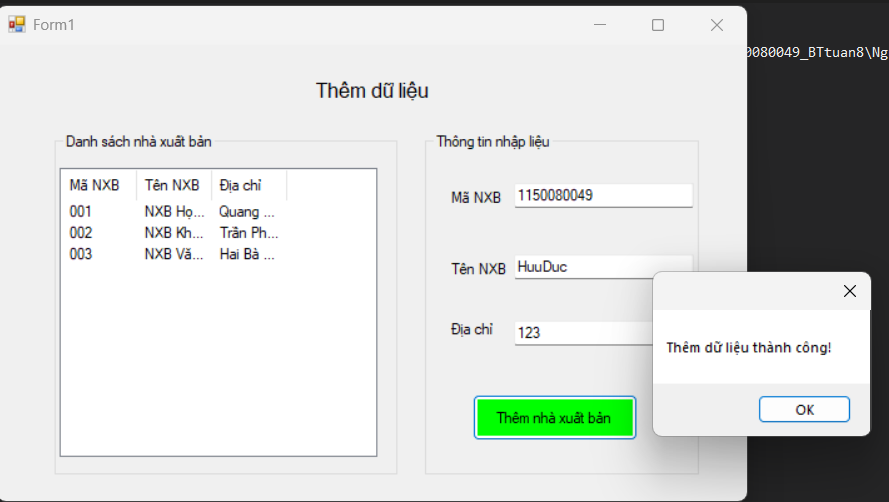 Form1
0080049_BTtuan8\Ng
Thêm dữ liệu
Danh sách nhà xuất bản
Mã NXB Tên NXB Địa chỉ
001 NXB Họ... Quang ...
002 NXB Kh... Trần Ph...
003 NXB Vă... Hai Bà ...
Thông tin nhập liệu
Mã NXB 1150080049
Tên NXB HuuDuc
Địa chỉ 123
Thêm nhà xuất bản
Thêm dữ liệu thành công!
OK